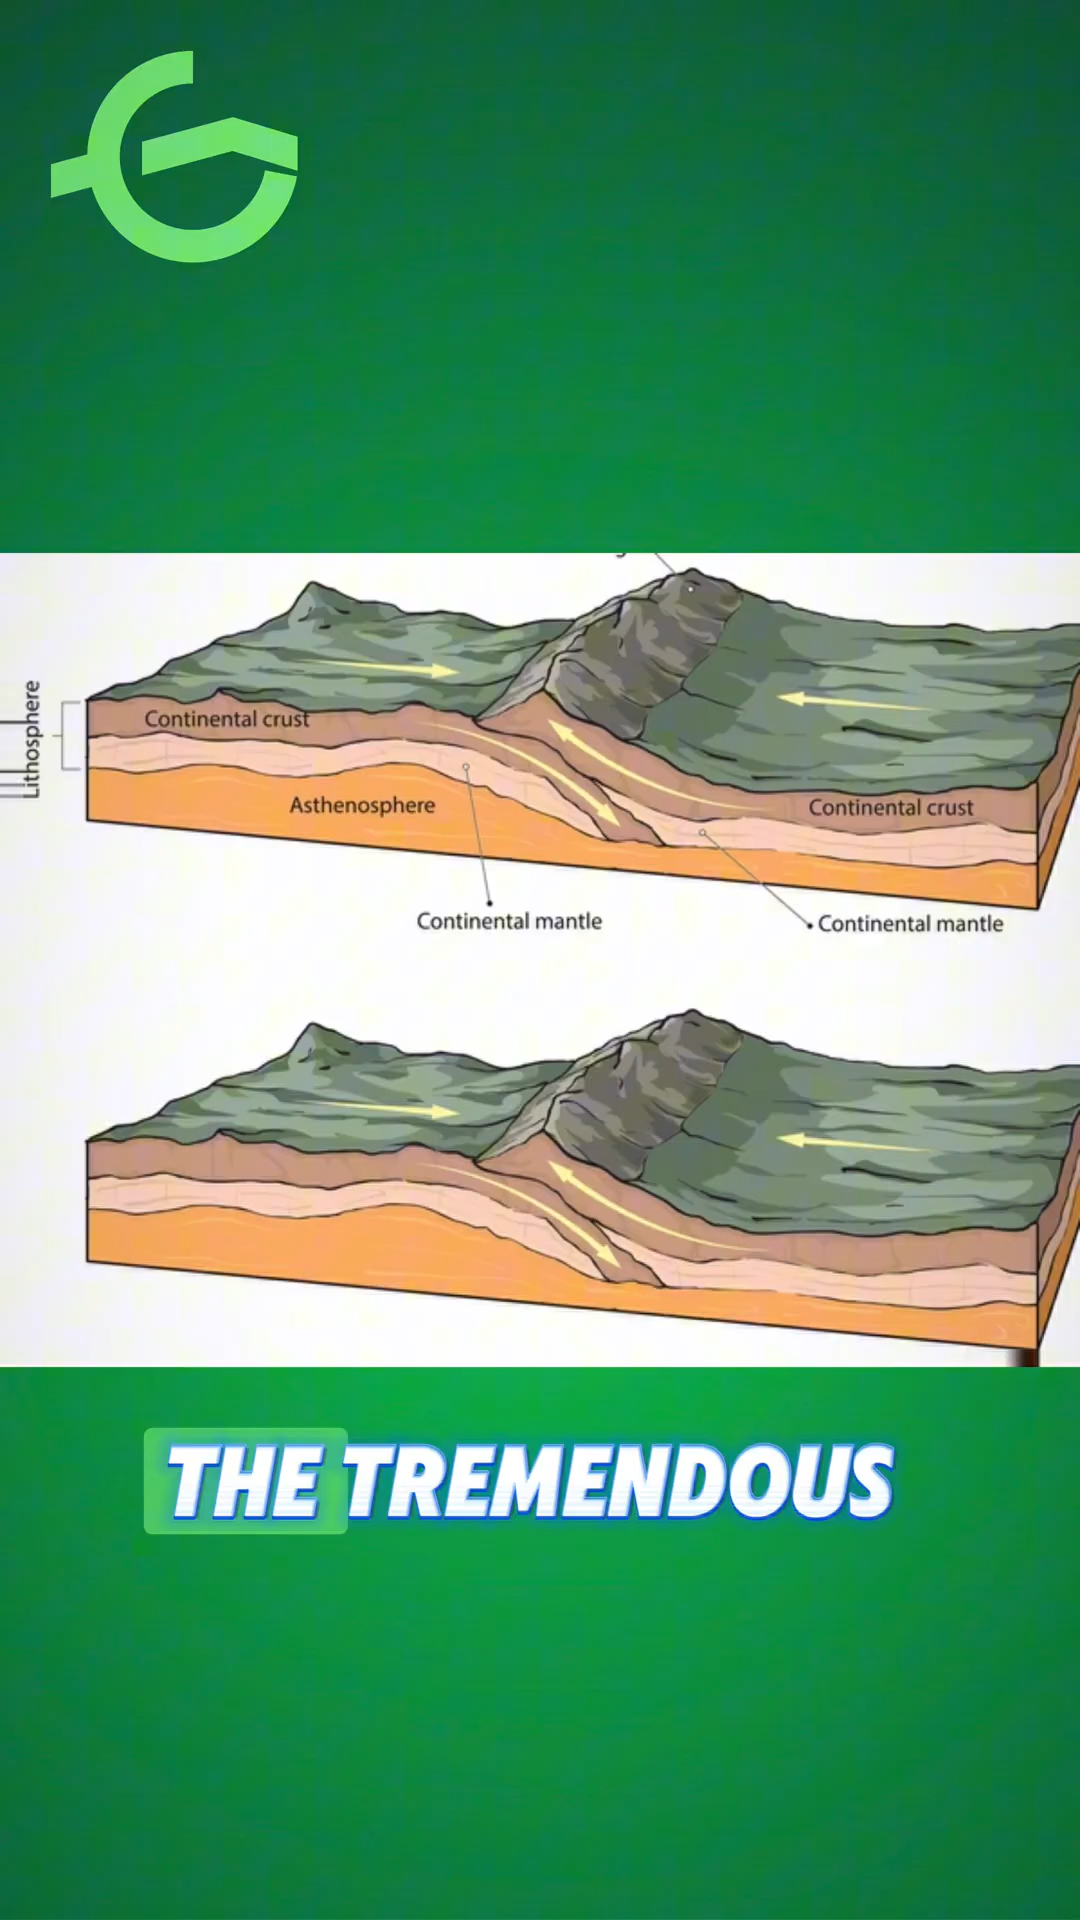 Lithosphere
Continental crust
Asthenosphere
Continental crust
Continental mantle
Continental mantle
THE TREMENDOUS